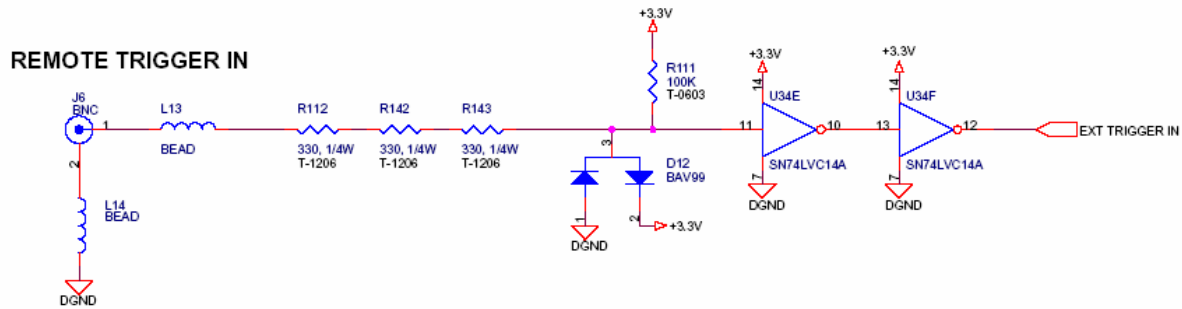 REMOTE TRIGGER IN
J6
BNC
1
2
L13
BEAD
L14
BEAD
DGND
R112
330, 1/4W
T-1206
R142
330, 1/4W
T-1206
R143
330, 1/4W
T-1206
+3.3V
R111
100K
T-0603
3
D12
BAV99
1
2
DGND
+3.3V
+3.3V
14
U34E
11
10
SN74LVC14A
7
DGND
+3.3V
14
U34F
13
12
SN74LVC14A
7
DGND
EXT TRIGGER IN